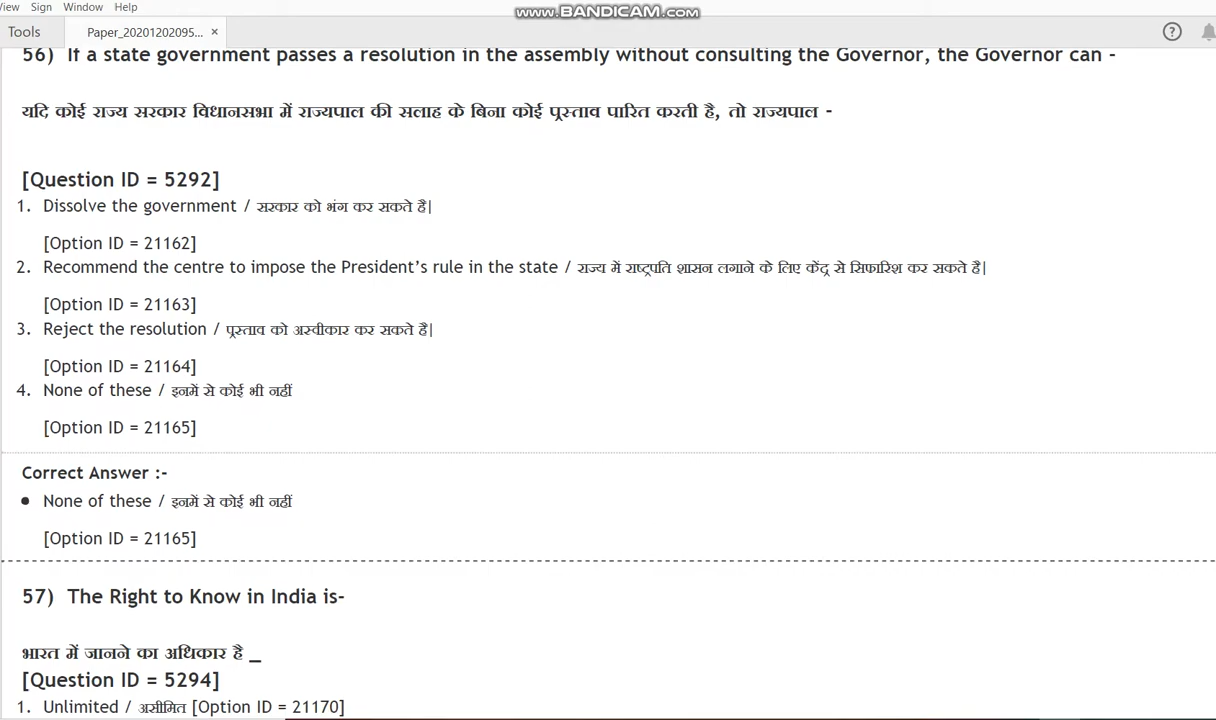 View Sign Window Help
www.BANDICAM.com
Tools Paper_20201202095... ×
56) If a state government passes a resolution in the assembly without consulting the Governor, the Governor can -
यदि कोई राज्य सरकार विधानसभा में राज्यपाल की सलाह के बिना कोई प्रस्ताव पारित करती है, तो राज्यपाल -
[Question ID = 5292]
1. Dissolve the government / सरकार को भंग कर सकते हैं|
[Option ID = 21162]
2. Recommend the centre to impose the President’s rule in the state / राज्य में राष्ट्रपति शासन लगाने के लिए केंद्र से सिफारिश कर सकते हैं|
[Option ID = 21163]
3. Reject the resolution / प्रस्ताव को अस्वीकार कर सकते हैं|
[Option ID = 21164]
4. None of these / इनमें से कोई भी नहीं
[Option ID = 21165]
Correct Answer :-
• None of these / इनमें से कोई भी नहीं
[Option ID = 21165]
57) The Right to Know in India is-
भारत में जानने का अधिकार है _
[Question ID = 5294]
1. Unlimited / असीमित [Option ID = 21170]